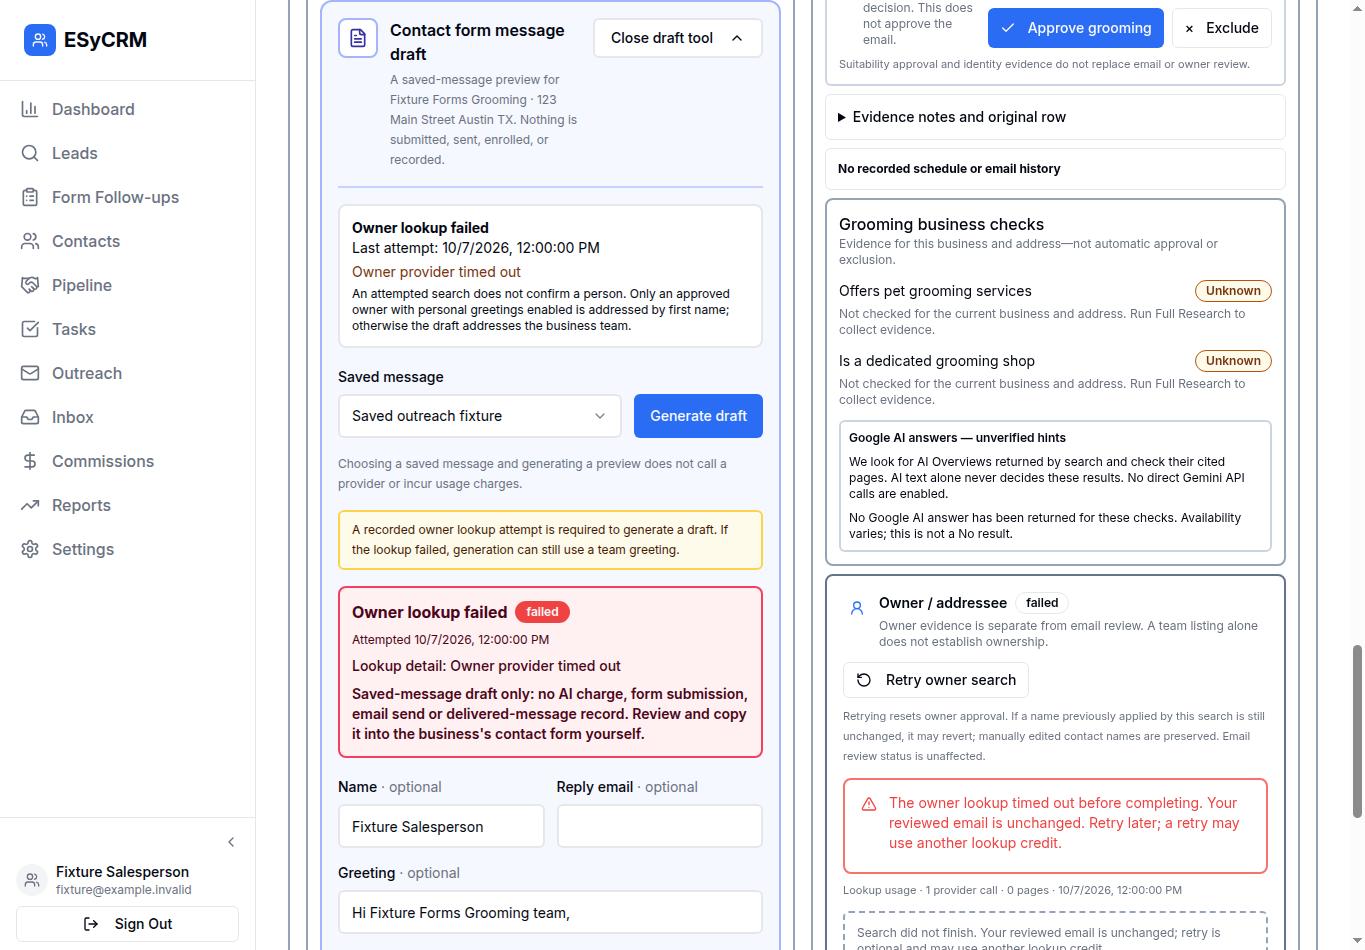 ESyCRM
Dashboard
Leads
Form Follow-ups
Contacts
Pipeline
Tasks
Outreach
Inbox
Commissions
Reports
Settings
Fixture Salesperson
fixture@example.invalid
Sign Out
Contact form message
draft
Close draft tool
A saved-message preview for
Fixture Forms Grooming · 123
Main Street Austin TX. Nothing is
submitted, sent, enrolled, or
recorded.
Owner lookup failed
Last attempt: 10/7/2026, 12:00:00 PM
Owner provider timed out
An attempted search does not confirm a person. Only an approved
owner with personal greetings enabled is addressed by first name;
otherwise the draft addresses the business team.
Saved message
Saved outreach fixture
Generate draft
Choosing a saved message and generating a preview does not call a
provider or incur usage charges.
A recorded owner lookup attempt is required to generate a draft. If
the lookup failed, generation can still use a team greeting.
Owner lookup failed failed
Attempted 10/7/2026, 12:00:00 PM
Lookup detail: Owner provider timed out
Saved-message draft only: no AI charge, form submission,
email send or delivered-message record. Review and copy
it into the business's contact form yourself.
Name · optional
Reply email · optional
Fixture Salesperson
Greeting · optional
Hi Fixture Forms Grooming team,
decision. This does
not approve the
email.
Approve grooming
× Exclude
Suitability approval and identity evidence do not replace email or owner review.
Evidence notes and original row
No recorded schedule or email history
Grooming business checks
Evidence for this business and address—not automatic approval or
exclusion.
Offers pet grooming services Unknown
Not checked for the current business and address. Run Full Research to
collect evidence.
Is a dedicated grooming shop Unknown
Not checked for the current business and address. Run Full Research to
collect evidence.
Google AI answers — unverified hints
We look for AI Overviews returned by search and check their cited
pages. AI text alone never decides these results. No direct Gemini API
calls are enabled.
No Google AI answer has been returned for these checks. Availability
varies; this is not a No result.
Owner / addressee failed
Owner evidence is separate from email review. A team listing alone
does not establish ownership.
Retry owner search
Retrying resets owner approval. If a name previously applied by this search is still
unchanged, it may revert; manually edited contact names are preserved. Email
review status is unaffected.
The owner lookup timed out before completing. Your
reviewed email is unchanged. Retry later; a retry may
use another lookup credit.
Lookup usage · 1 provider call · 0 pages · 10/7/2026, 12:00:00 PM
Search did not finish. Your reviewed email is unchanged; retry is
optional and may use another lookup credit.